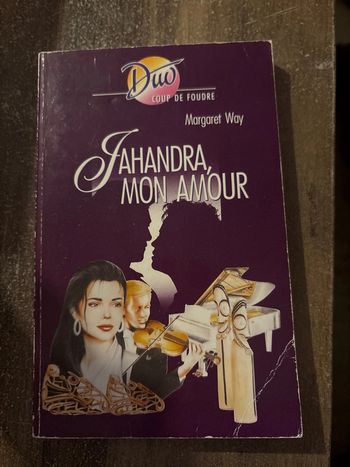 Duo
COUP DE FOUDRE
Margaret Way
JAHANDRA,
MON AMOUR